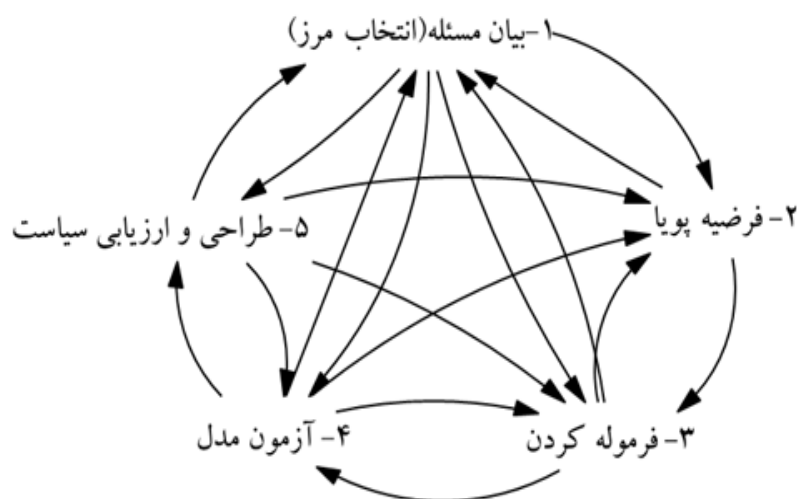 ۱-بیان مسئله(انتخاب مرز)
۲- فرضیه پویا
۳- فرموله کردن
۴- آزمون مدل
۵- طراحی و ارزیابی سیاست